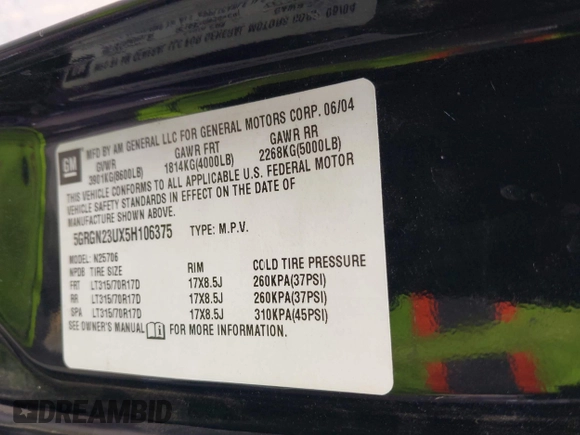 GM
MFD BY AM GENERAL LLC FOR GENERAL MOTORS CORP. 06/04
GVWR GAWR FRT GAWR RR
3901KG(8600LB) 1814KG(4000LB) 2268KG(5000LB)
THIS VEHICLE CONFORMS TO ALL APPLICABLE U.S. FEDERAL MOTOR
VEHICLE SAFETY STANDARDS IN EFFECT ON THE DATE OF
MANUFACTURE SHOWN ABOVE.
5GRGN23UX5H106375 TYPE: M.P.V.
MODEL: N25706
NPDB TIRE SIZE RIM COLD TIRE PRESSURE
FRT LT315/70R17D 17X8.5J 260KPA(37PSI)
RR LT315/70R17D 17X8.5J 260KPA(37PSI)
SPA LT315/70R17D 17X8.5J 310KPA(45PSI)
SEE OWNER'S MANUAL FOR MORE INFORMATION.
DREAMBID